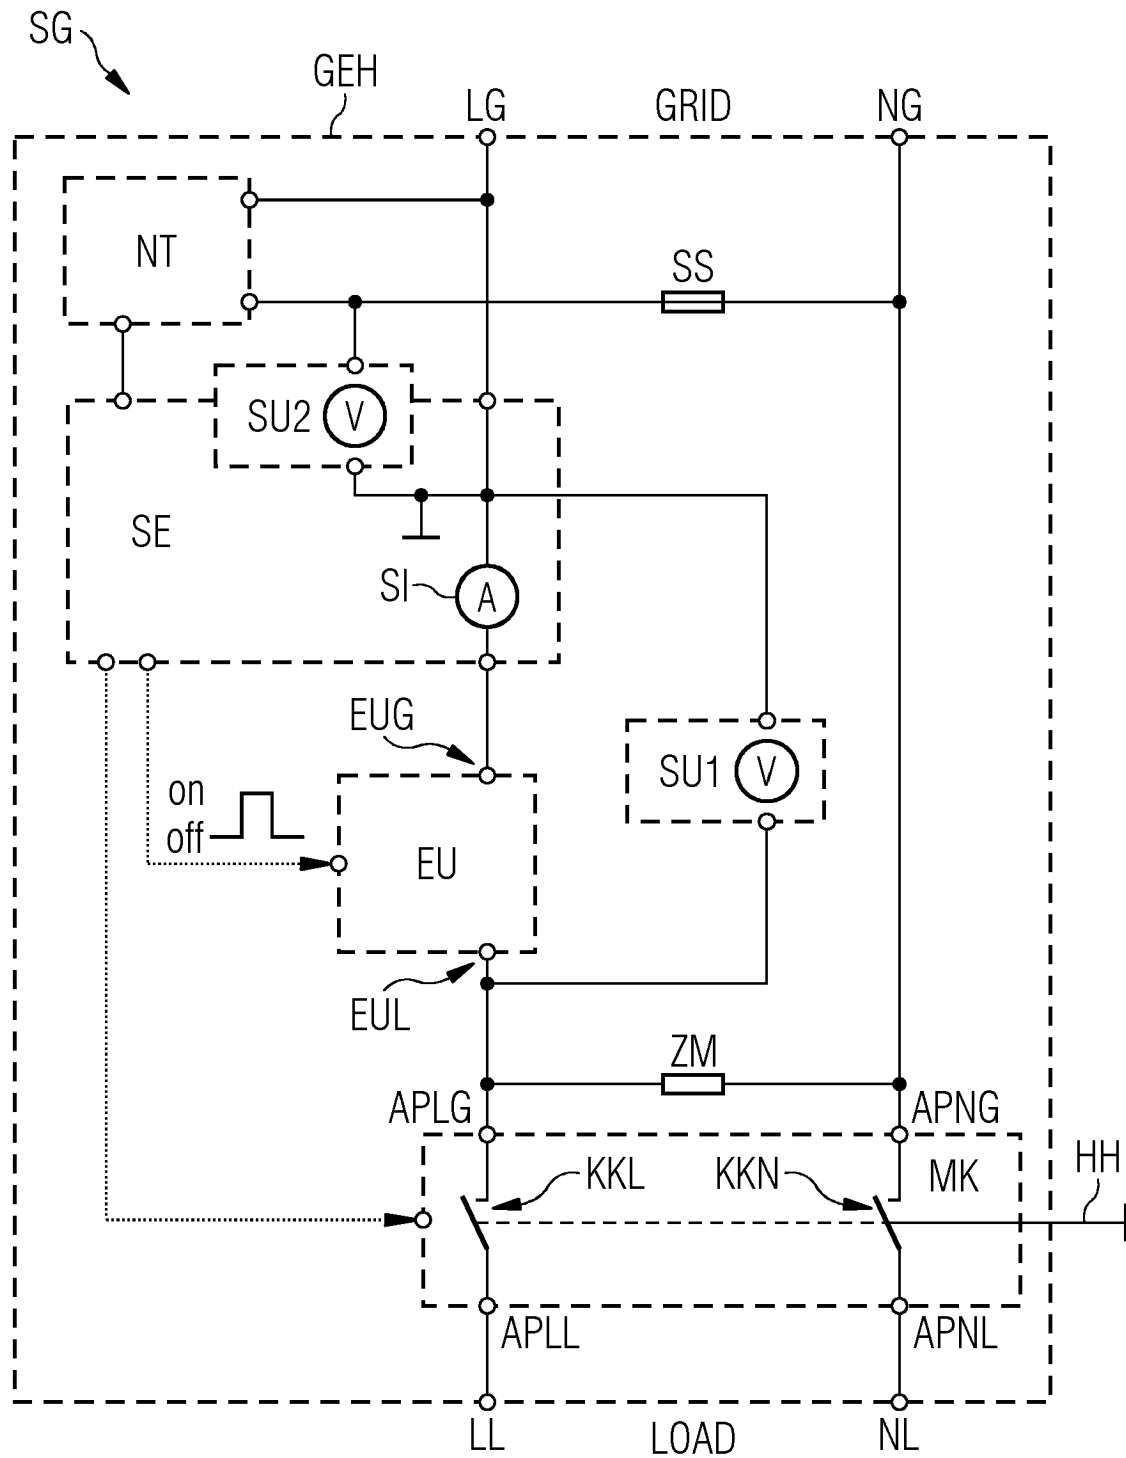 SG
GEH
LG
GRID
NG
NT
SS
SU2 V
SE
SI A
EUG
SU1 V
on
off
EU
EUL
ZM
APLG
APNG
KKL
KKN
MK
HH
APLL
APNL
LL
LOAD
NL